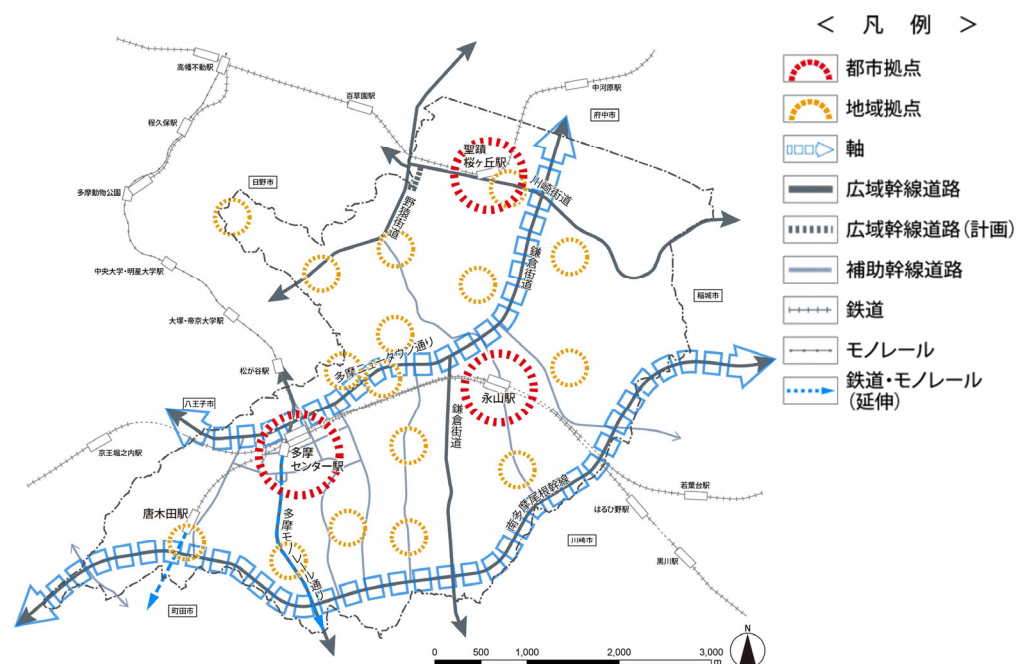 ＜ 凡 例 ＞
都市拠点
地域拠点
軸
広域幹線道路
広域幹線道路（計画）
補助幹線道路
鉄道
モノレール
鉄道・モノレール
（延伸）
高幡不動駅
百草園駅
中河原駅
府中市
程久保駅
聖蹟
桜ヶ丘駅
川崎街道
日野市
多摩動物公園
野猿街道
鎌倉街道
中央大学・明星大学駅
稲城市
大塚・帝京大学駅
多摩ニュータウン通り
松が谷駅
永山駅
八王子市
鎌倉街道
京王堀之内駅
多摩
センター駅
若葉台駅
南多摩尾根幹線
はるひ野駅
唐木田駅
多摩モノレール通り
川崎市
黒川駅
町田市
N
0 500 1,000 2,000 3,000
m